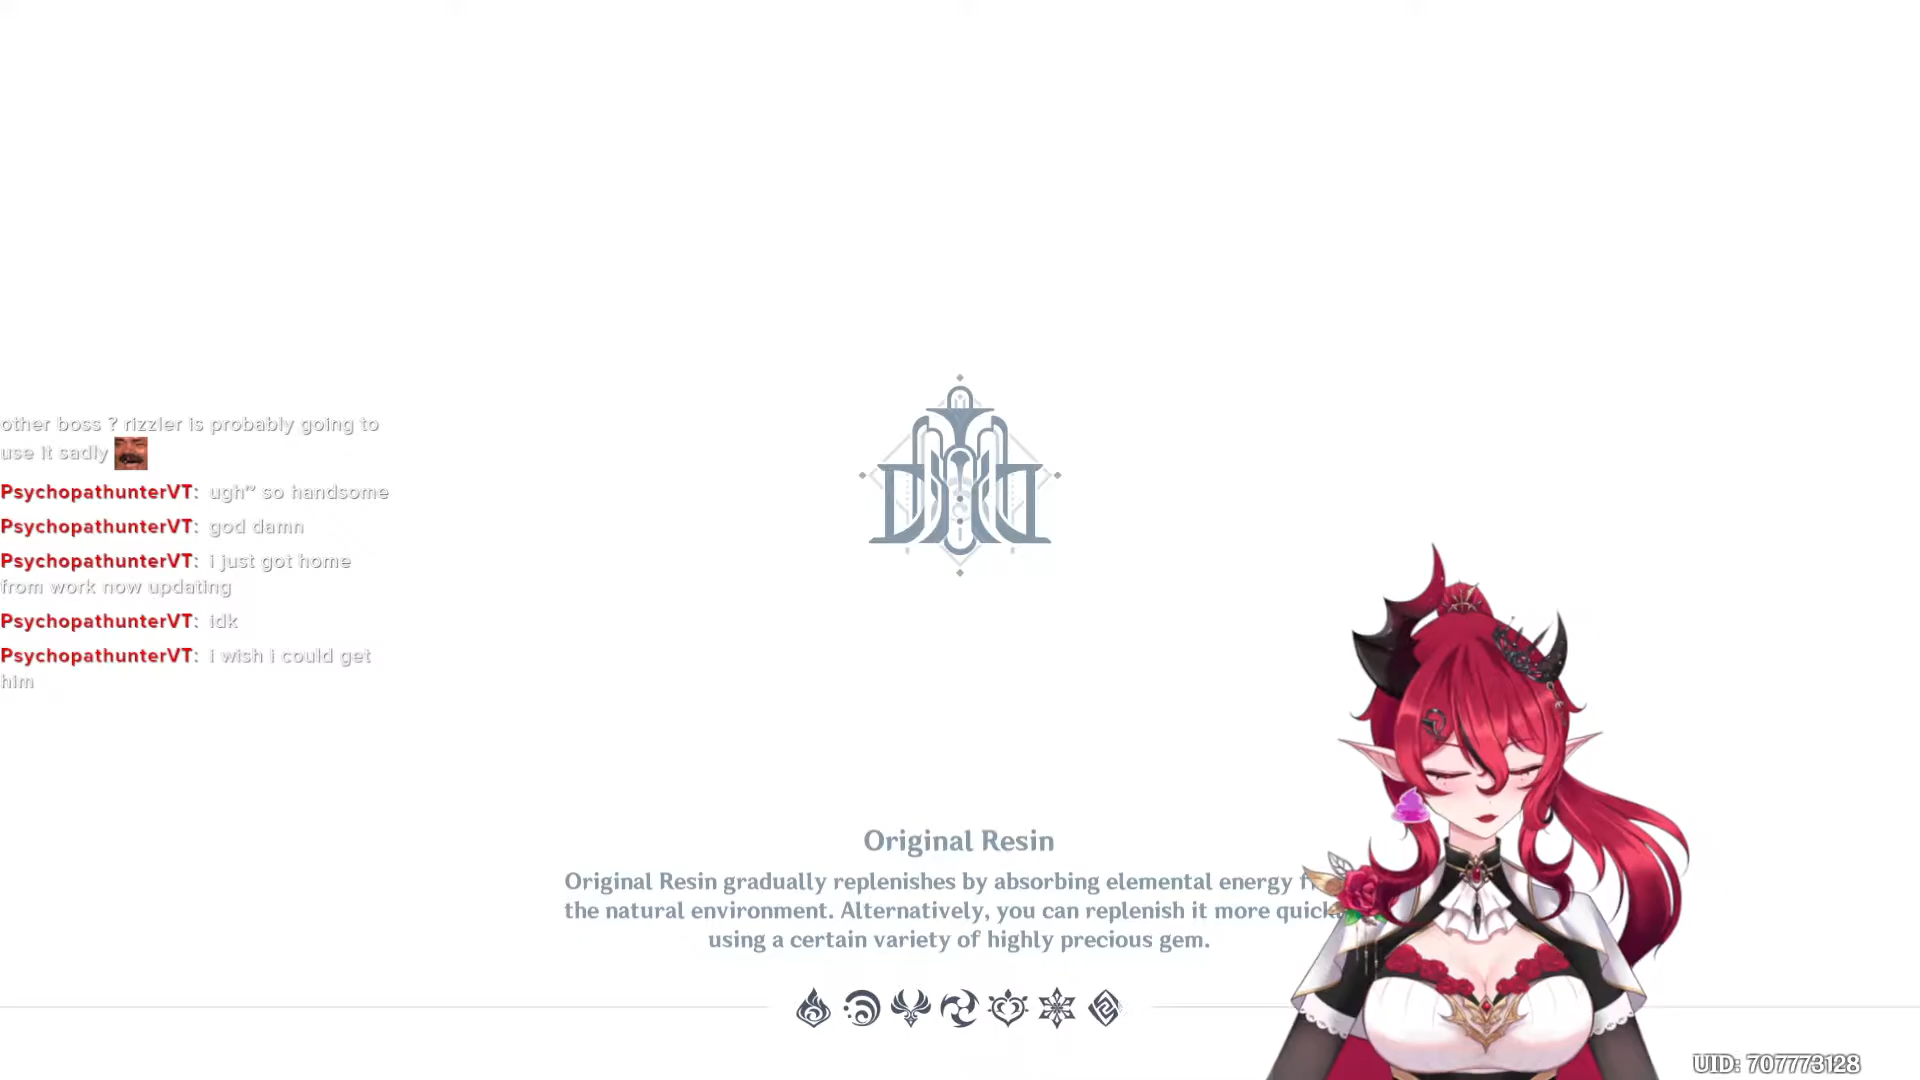 other boss ? rizzler is probably going to
use it sadly
PsychopathunterVT: ugh~ so handsome
PsychopathunterVT: god damn
PsychopathunterVT: i just got home
from work now updating
PsychopathunterVT: idk
PsychopathunterVT: i wish i could get
him
Original Resin
Original Resin gradually replenishes by absorbing elemental energy
the natural environment. Alternatively, you can replenish it more
using a certain variety of highly precious gem.
UID: 707773128